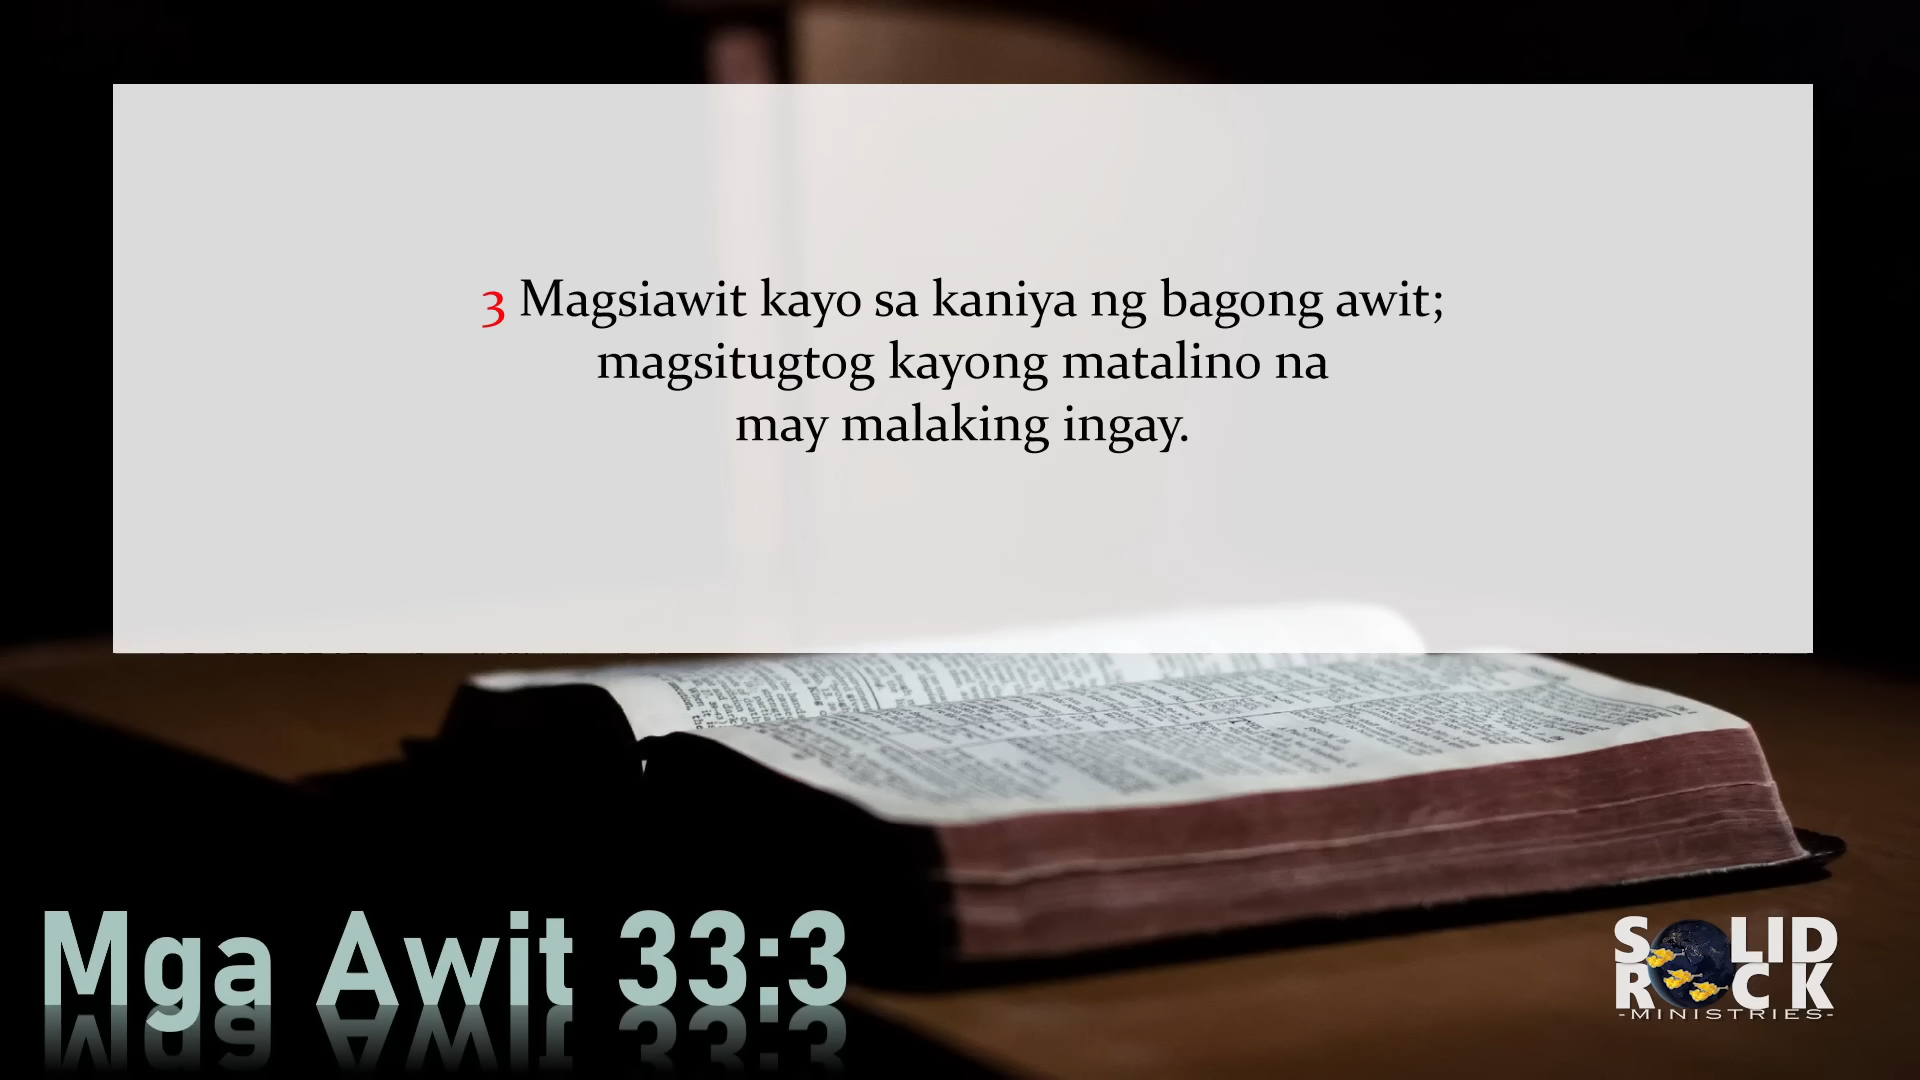 3 Magsiawit kayo sa kaniya ng bagong awit;
magsitugtog kayong matalino na
may malaking ingay.
Mga Awit 33:3
SOLID
ROCK
-MINISTRIES-